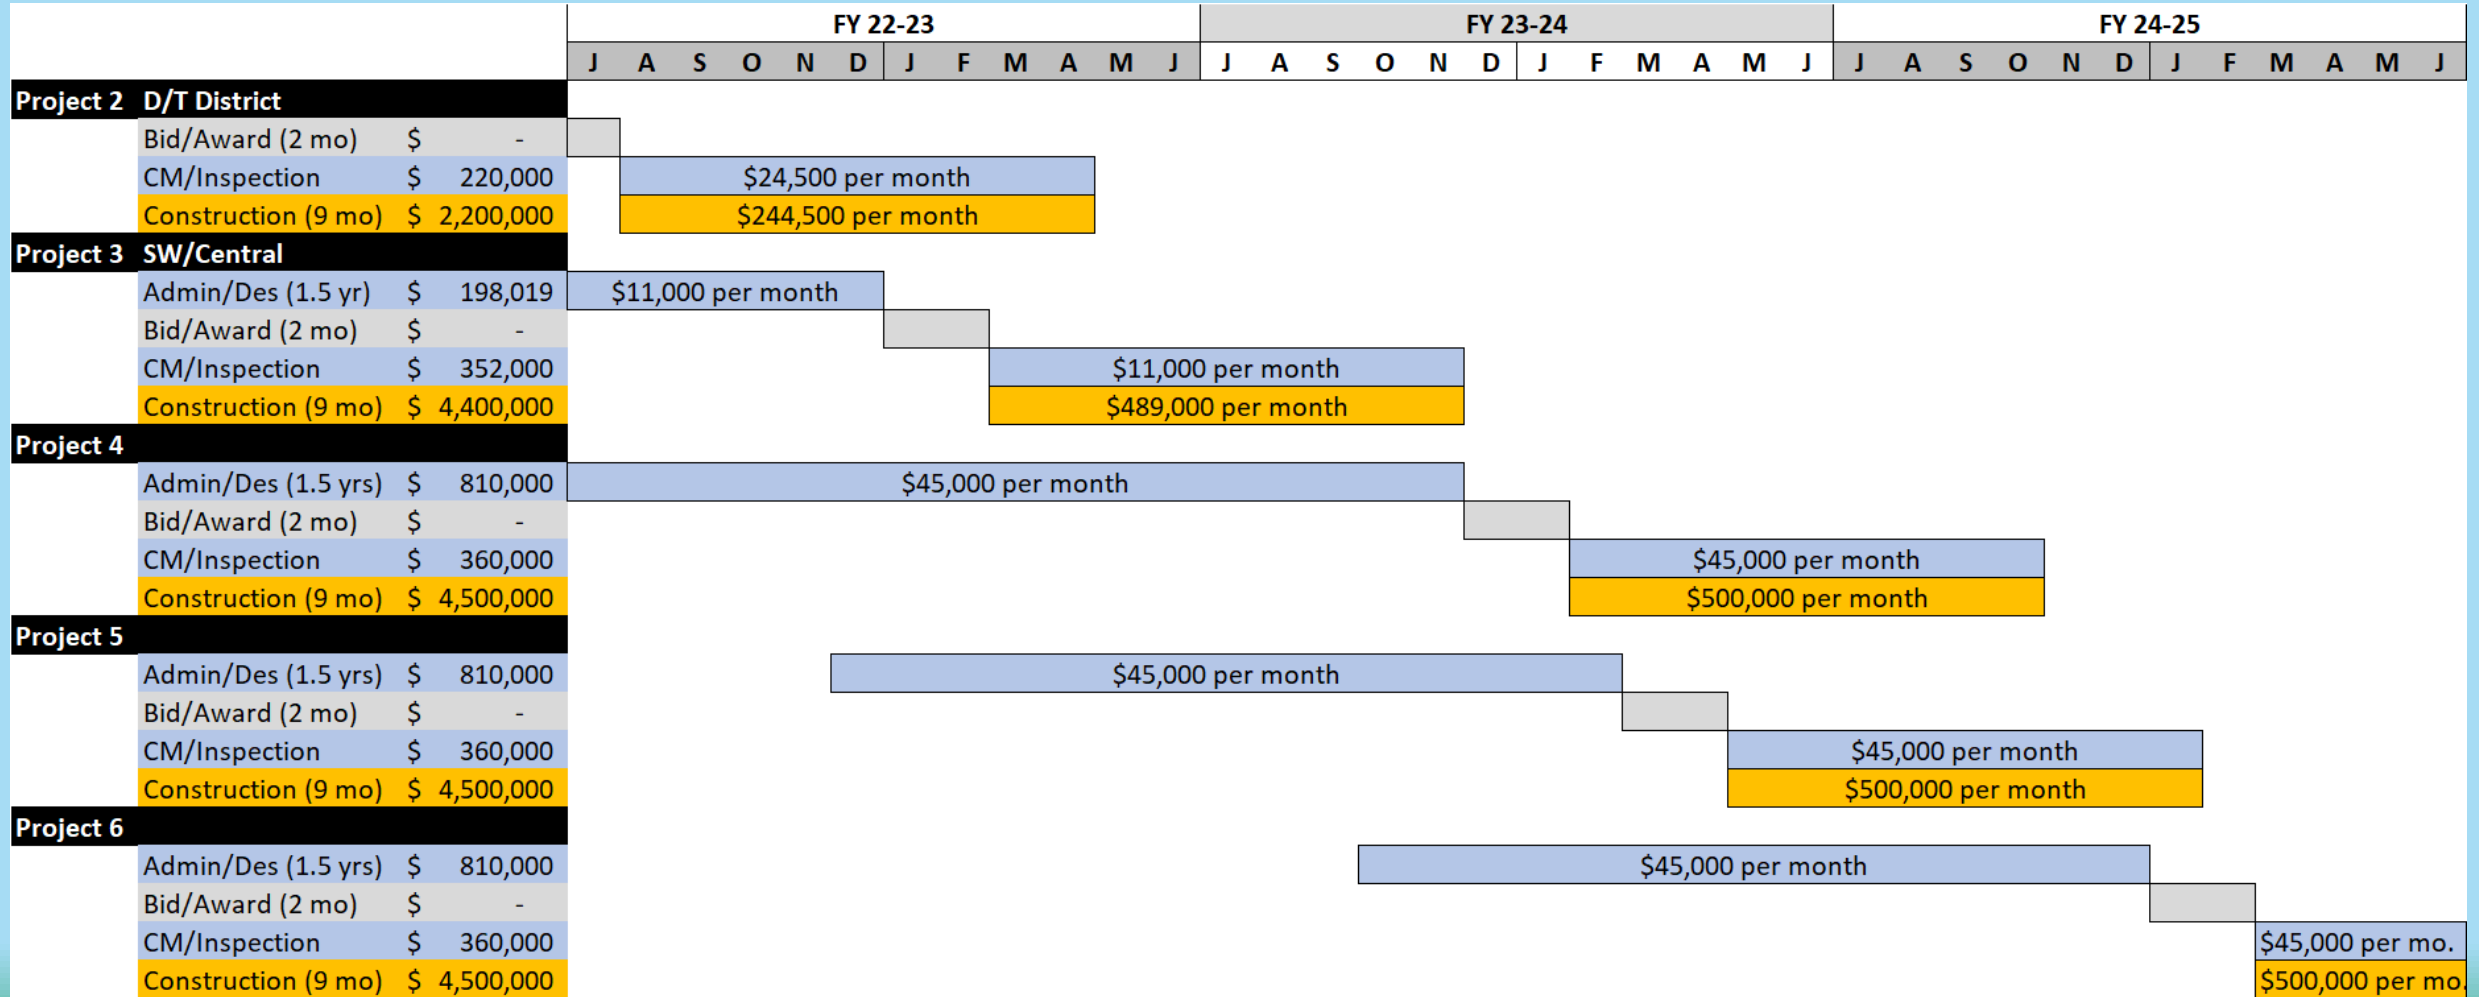 FY 22-23 FY 23-24 FY 24-25
J A S O N D J F M A M J J A S O N D J F M A M J J A S O N D J F M A M J
Project 2 D/T District
Bid/Award (2 mo) $ -
CM/Inspection $ 220,000 $24,500 per month
Construction (9 mo) $ 2,200,000 $244,500 per month
Project 3 SW/Central
Admin/Des (1.5 yr) $ 198,019 $11,000 per month
Bid/Award (2 mo) $ -
CM/Inspection $ 352,000 $11,000 per month
Construction (9 mo) $ 4,400,000 $489,000 per month
Project 4
Admin/Des (1.5 yrs) $ 810,000 $45,000 per month
Bid/Award (2 mo) $ -
CM/Inspection $ 360,000 $45,000 per month
Construction (9 mo) $ 4,500,000 $500,000 per month
Project 5
Admin/Des (1.5 yrs) $ 810,000 $45,000 per month
Bid/Award (2 mo) $ -
CM/Inspection $ 360,000 $45,000 per month
Construction (9 mo) $ 4,500,000 $500,000 per month
Project 6
Admin/Des (1.5 yrs) $ 810,000 $45,000 per month
Bid/Award (2 mo) $ -
CM/Inspection $ 360,000 $45,000 per mo.
Construction (9 mo) $ 4,500,000 $500,000 per mo.